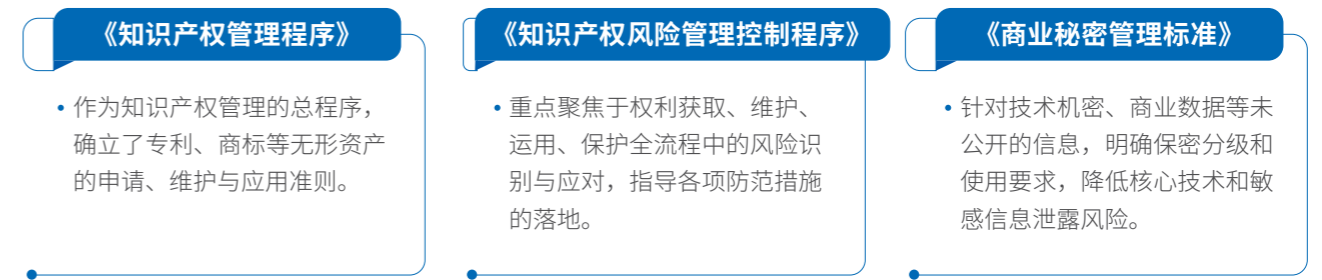 《知识产权管理程序》
• 作为知识产权管理的总程序，
确立了专利、商标等无形资产
的申请、维护与应用准则。
《知识产权风险管理控制程序》
• 重点聚焦于权利获取、维护、
运用、保护全流程中的风险识
别与应对，指导各项防范措施
的落地。
《商业秘密管理标准》
• 针对技术机密、商业数据等未
公开的信息，明确保密分级和
使用要求，降低核心技术和敏
感信息泄露风险。